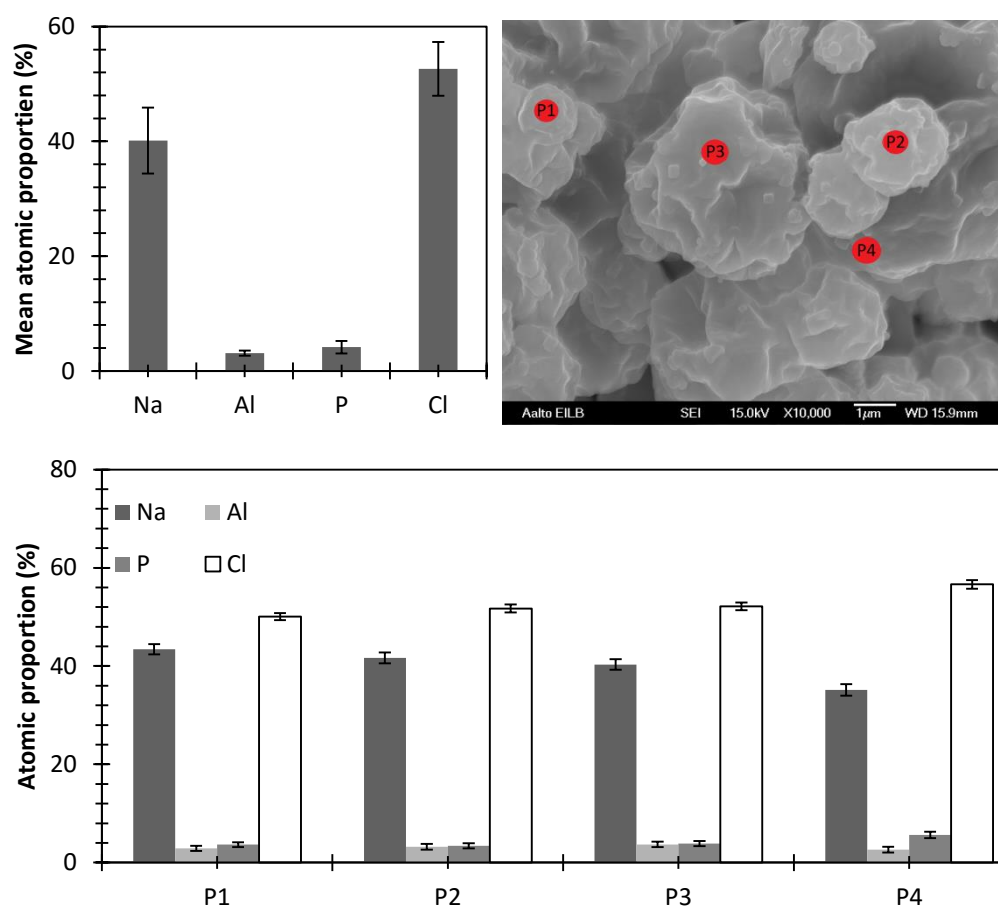 Mean atomic proportien (%)
60
40
20
0
Na Al P Cl
P1
P2
P3
P4
Aalto EILB SEI 15.0kV X10,000 1µm WD 15.9mm
Atomic proportion (%)
80
60
40
20
0
Na Al
P Cl
P1 P2 P3 P4